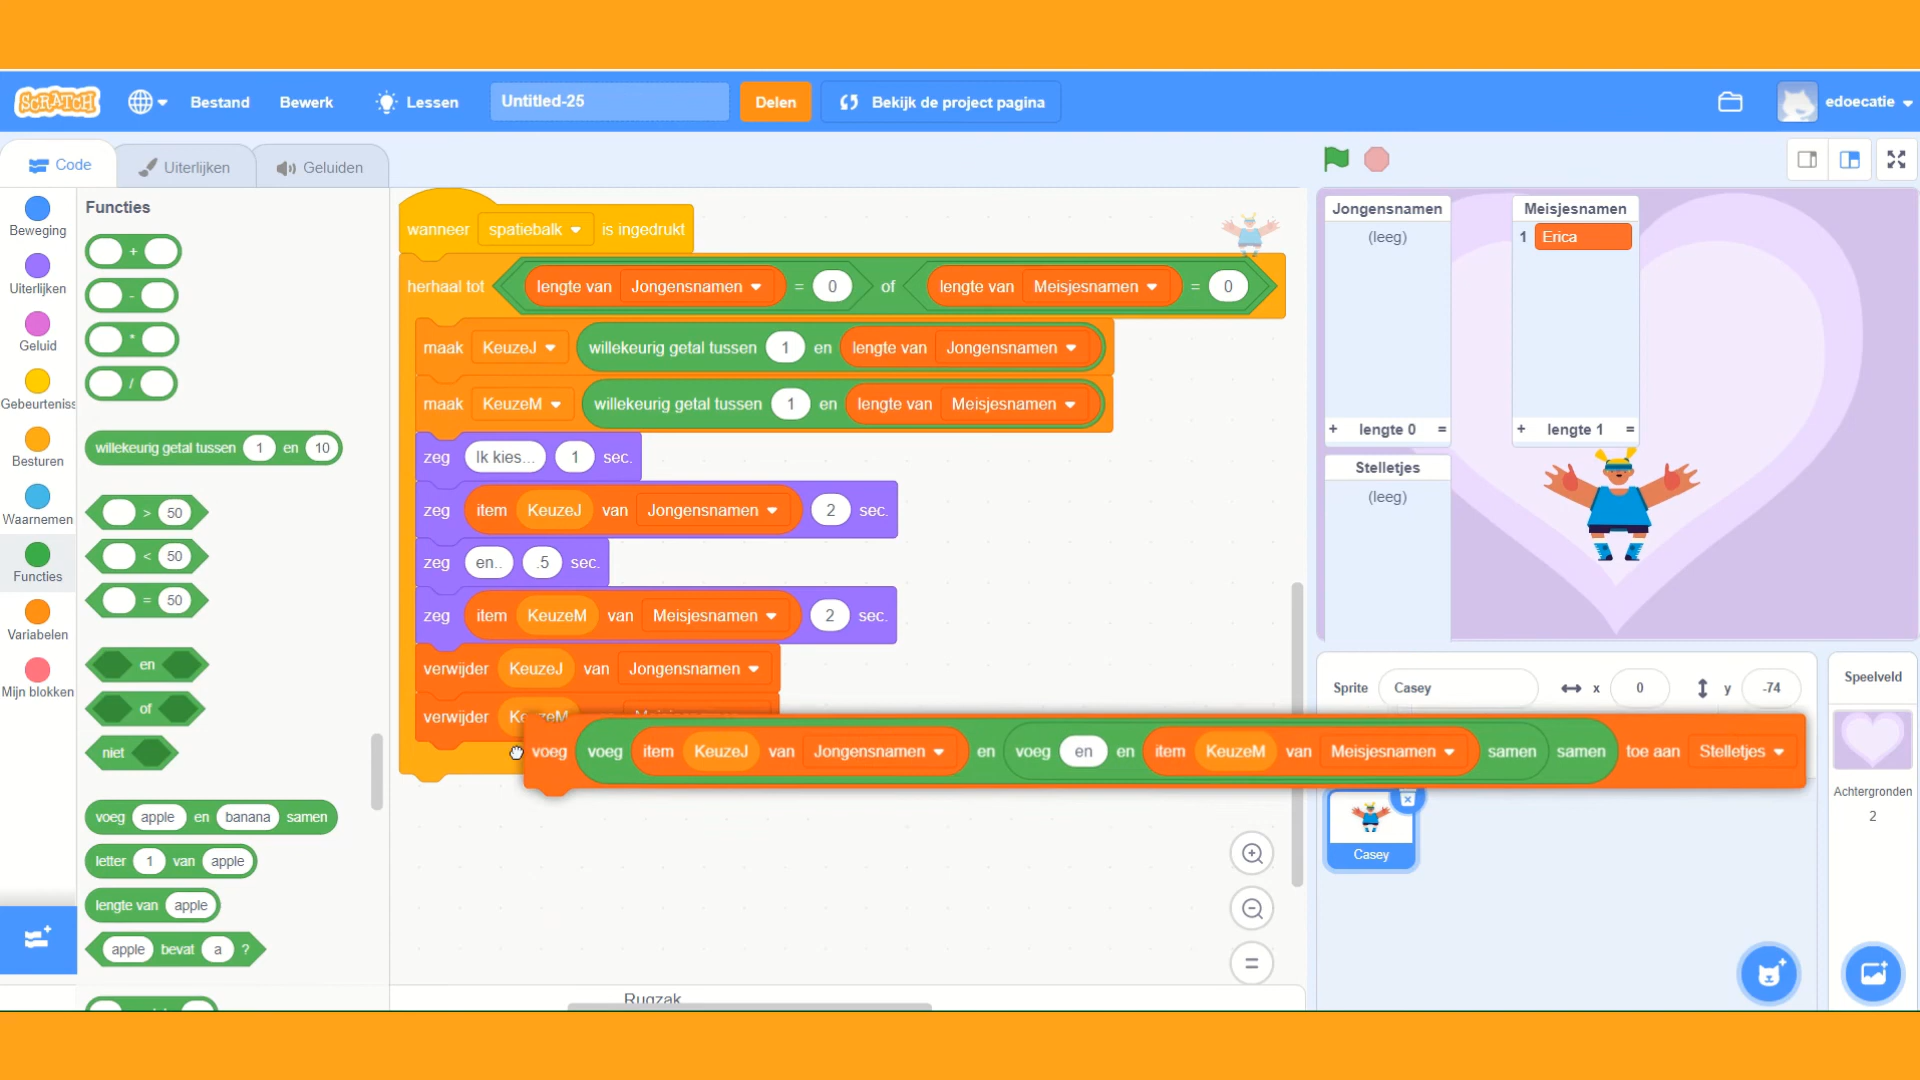 SCRATCH Bestand Bewerk Lessen Untitled-25 Delen Bekijk de project pagina edoecatie
Code Uiterlijken Geluiden
Beweging
Uiterlijken
Geluid
Gebeurteniss
Besturen
Waarnemen
Functies
Variabelen
Mijn blokken
Functies
+
-
*
/
willekeurig getal tussen 1 en 10
> 50
< 50
= 50
en
of
niet
voeg apple en banana samen
letter 1 van apple
lengte van apple
apple bevat a ?
wanneer spatiebalk is ingedrukt
herhaal tot lengte van Jongensnamen = 0 of lengte van Meisjesnamen = 0
maak KeuzeJ willekeurig getal tussen 1 en lengte van Jongensnamen
maak KeuzeM willekeurig getal tussen 1 en lengte van Meisjesnamen
zeg Ik kies... 1 sec.
zeg item KeuzeJ van Jongensnamen 2 sec.
zeg en.. .5 sec.
zeg item KeuzeM van Meisjesnamen 2 sec.
verwijder KeuzeJ van Jongensnamen
verwijder KeuzeM
voeg voeg item KeuzeJ van Jongensnamen en voeg en en item KeuzeM van Meisjesnamen samen samen toe aan Stelletjes
Rugzak
Jongensnamen
(leeg)
+ lengte 0 =
Meisjesnamen
1 Erica
+ lengte 1 =
Stelletjes
(leeg)
Sprite Casey x 0 y -74
Casey
Speelveld
Achtergronden
2